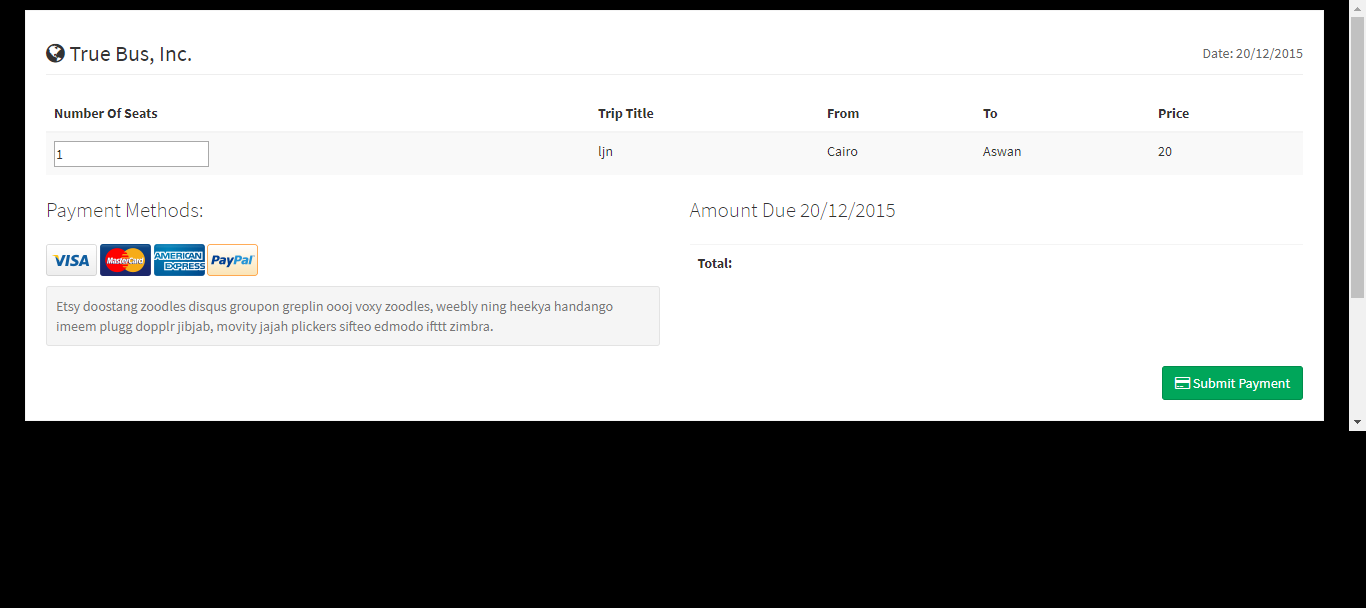 True Bus, Inc.
Date: 20/12/2015
Number Of Seats Trip Title From To Price
1 ljn Cairo Aswan 20
Payment Methods:
Amount Due 20/12/2015
VISA MasterCard AMERICAN EXPRESS PayPal
Total:
Etsy doostang zoodles disqus groupon greplin oooj voxy zoodles, weebly ning heekya handango
imeem plugg dopplr jibjab, movity jajah plickers sifteo edmodo ifttt zimbra.
Submit Payment